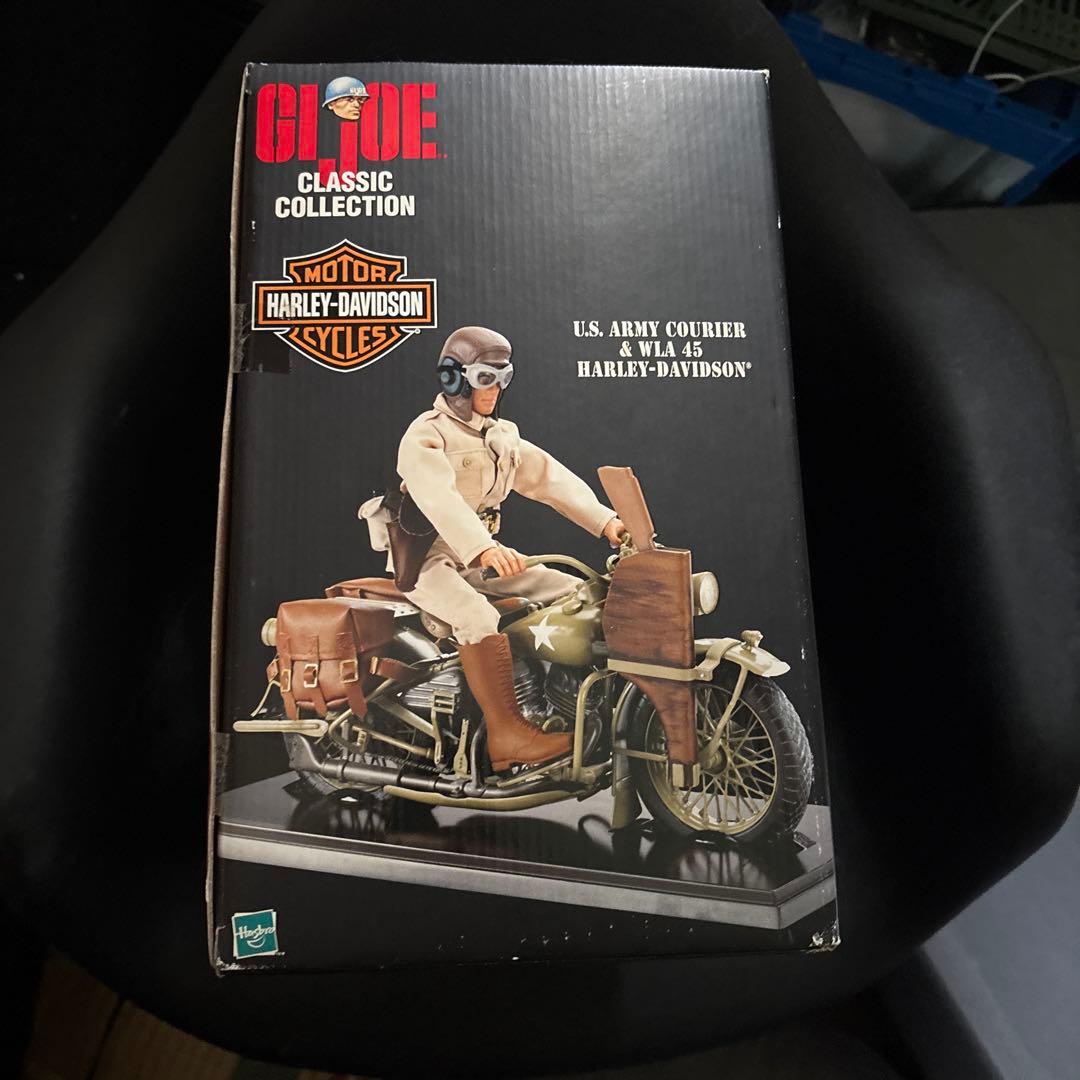 GI JOE
CLASSIC
COLLECTION
MOTOR
HARLEY-DAVIDSON
CYCLES
U.S. ARMY COURIER
& WLA 45
HARLEY-DAVIDSON®
Hasbro